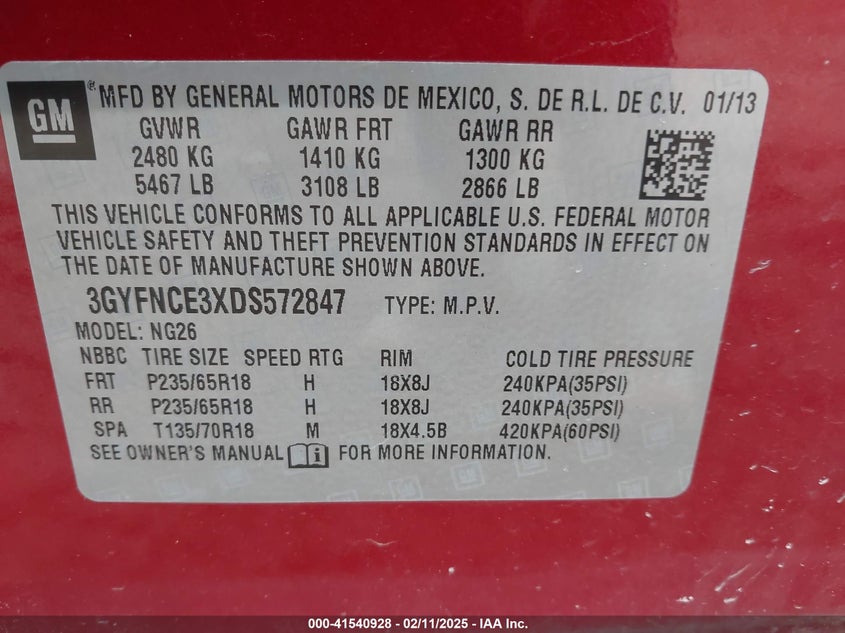 GM ® MFD BY GENERAL MOTORS DE MEXICO, S. DE R.L. DE C.V. 01/13
GVWR GAWR FRT GAWR RR
2480 KG 1410 KG 1300 KG
5467 LB 3108 LB 2866 LB
THIS VEHICLE CONFORMS TO ALL APPLICABLE U.S. FEDERAL MOTOR
VEHICLE SAFETY AND THEFT PREVENTION STANDARDS IN EFFECT ON
THE DATE OF MANUFACTURE SHOWN ABOVE.
3GYFNCE3XDS572847 TYPE: M.P.V.
MODEL: NG26
NBBC TIRE SIZE SPEED RTG RIM COLD TIRE PRESSURE
FRT P235/65R18 H 18X8J 240KPA(35PSI)
RR P235/65R18 H 18X8J 240KPA(35PSI)
SPA T135/70R18 M 18X4.5B 420KPA(60PSI)
SEE OWNER'S MANUAL i FOR MORE INFORMATION.
000-41540928 - 02/11/2025 - IAA Inc.